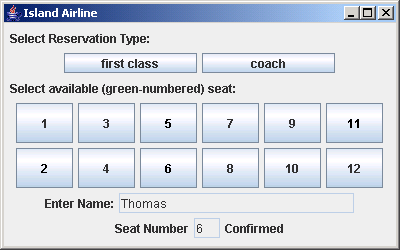 Island Airline
Select Reservation Type:
first class coach
Select available (green-numbered) seat:
1 3 5 7 9 11
2 4 6 8 10 12
Enter Name: Thomas
Seat Number 6 Confirmed